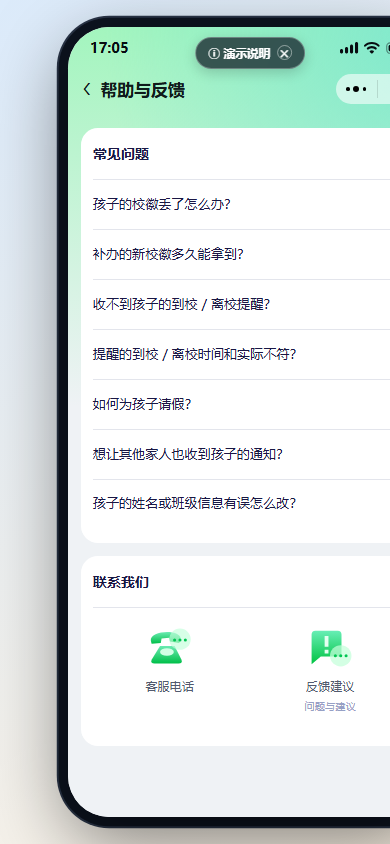 17:05
演示说明
帮助与反馈
常见问题
孩子的校徽丢了怎么办?
补办的新校徽多久能拿到?
收不到孩子的到校 / 离校提醒?
提醒的到校 / 离校时间和实际不符?
如何为孩子请假?
想让其他家人也收到孩子的通知?
孩子的姓名或班级信息有误怎么改?
联系我们
客服电话
反馈建议
问题与建议